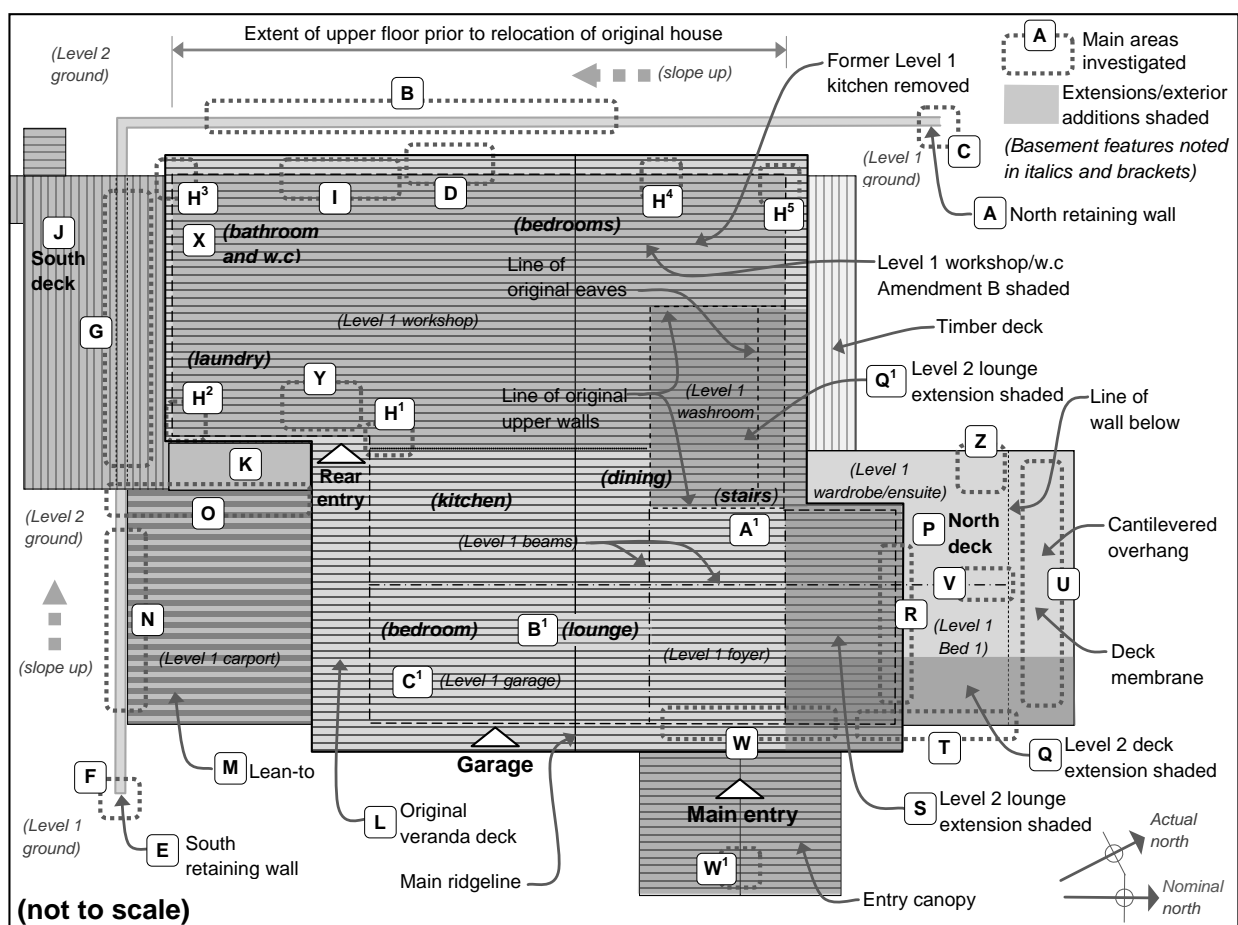 Extent of upper floor prior to relocation of original house
(Level 2
ground)
(slope up)
B
Former Level 1
kitchen removed
A
Main areas
investigated
Extensions/exterior
additions shaded
(Basement features noted
in italics and brackets)
(Level 1
ground)
C
A
North retaining wall
H³
I
D
H⁴
H⁵
J
South
deck
X
(bathroom
and w.c)
(bedrooms)
Line of
original eaves
Level 1 workshop/w.c
Amendment B shaded
G
(Level 1 workshop)
Timber deck
(laundry)
Y
H²
H¹
Line of original
upper walls
(Level 1
washroom
Q¹
Level 2 lounge
extension shaded
Line of
wall below
K
Rear
entry
(kitchen)
(dining)
(stairs)
(Level 1
wardrobe/ensuite)
Z
(Level 2
ground)
O
(Level 1 beams)
A¹
P
North
deck
Cantilevered
overhang
N
V
U
(slope up)
(bedroom)
B¹
(lounge)
R
(Level 1
Bed 1)
(Level 1 carport)
C¹
(Level 1 garage)
(Level 1 foyer)
Deck
membrane
W
T
F
M
Lean-to
Garage
Q
Level 2 deck
extension shaded
(Level 1
ground)
E
South
retaining wall
L
Original
veranda deck
Main entry
S
Level 2 lounge
extension shaded
Main ridgeline
W¹
Entry canopy
Actual
north
Nominal
north
(not to scale)